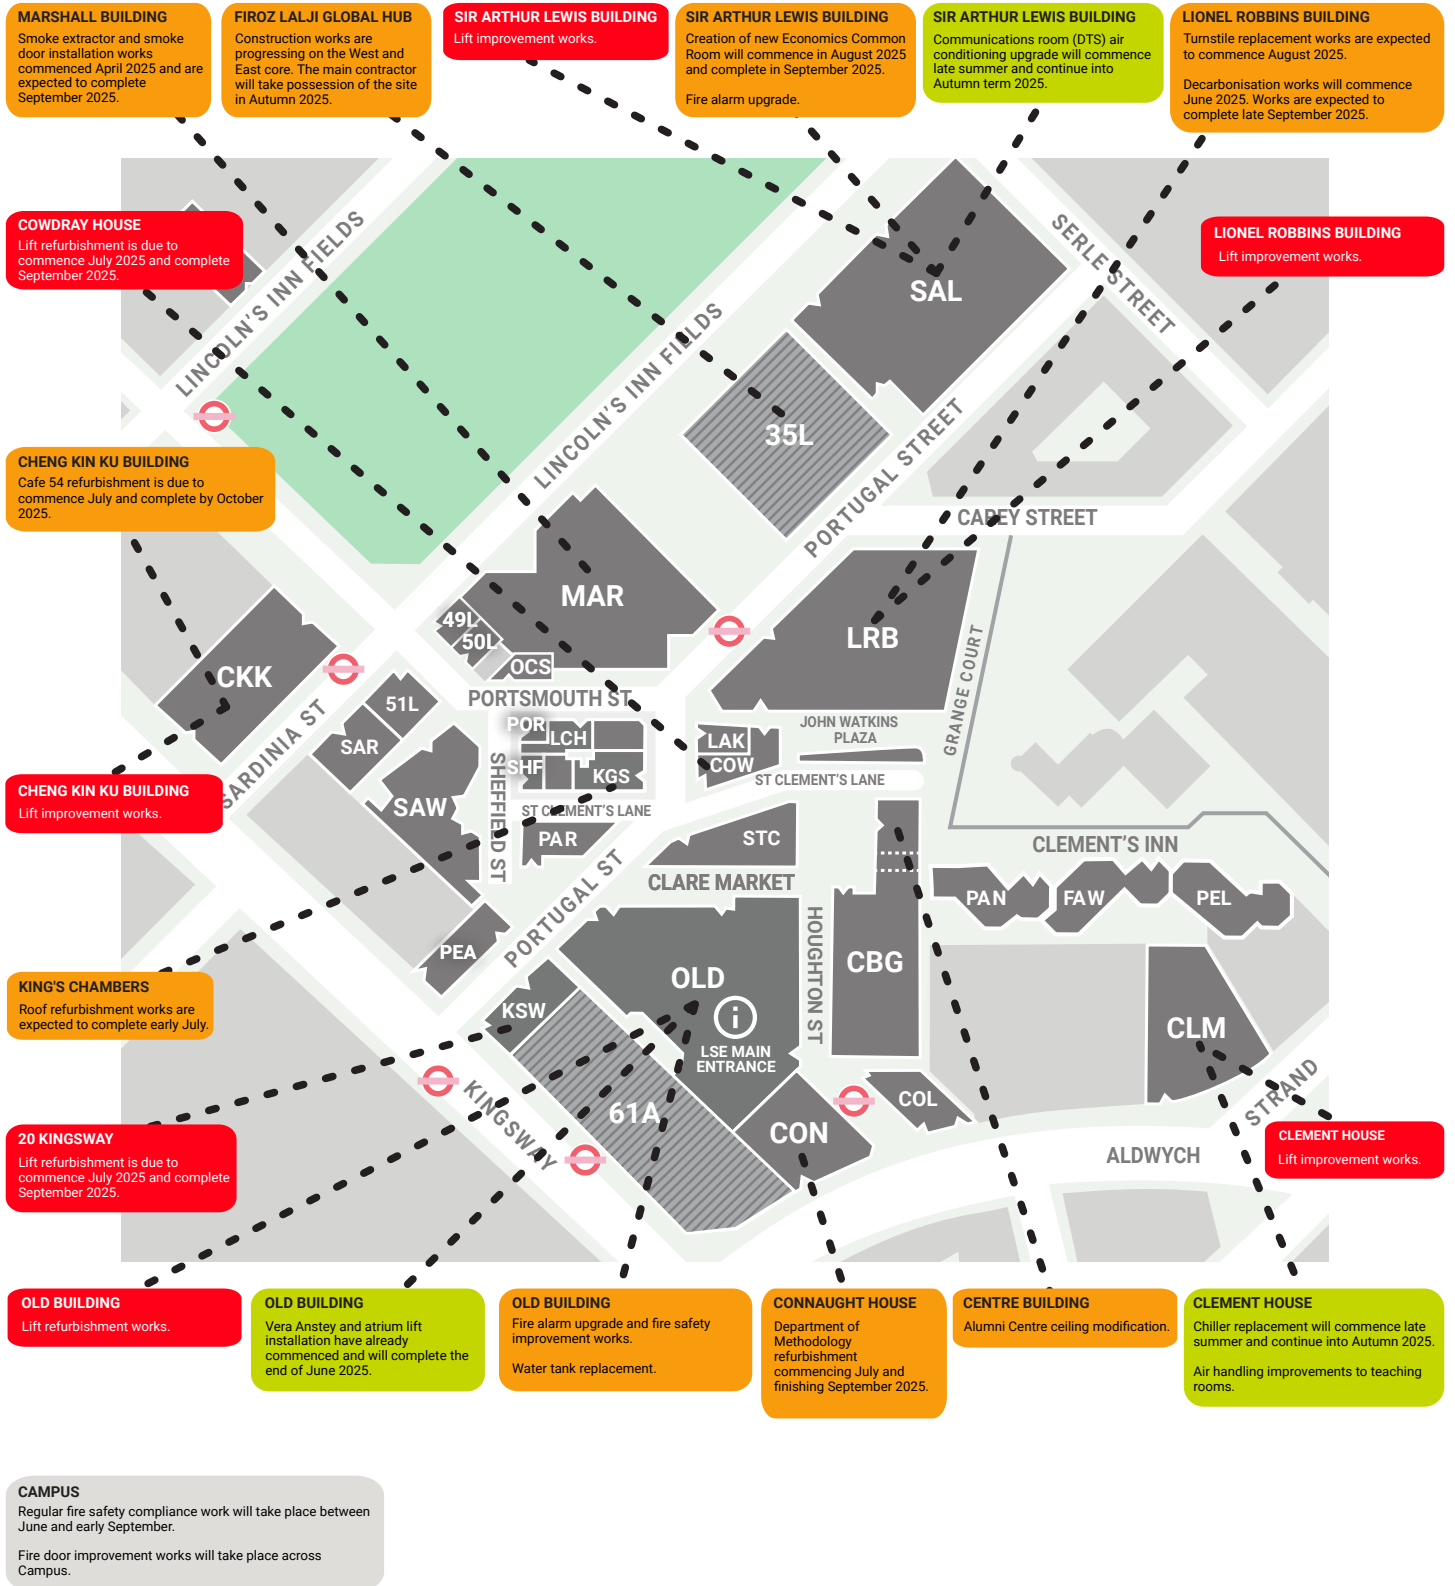 MARSHALL BUILDING
Smoke extractor and smoke
door installation works
commenced April 2025 and are
expected to complete
September 2025.
FIROZ LALJI GLOBAL HUB
Construction works are
progressing on the West and
East core. The main contractor
will take possession of the site
in Autumn 2025.
SIR ARTHUR LEWIS BUILDING
Lift improvement works.
SIR ARTHUR LEWIS BUILDING
Creation of new Economics Common
Room will commence in August 2025
and complete in September 2025.
Fire alarm upgrade.
SIR ARTHUR LEWIS BUILDING
Communications room (DTS) air
conditioning upgrade will commence
late summer and continue into
Autumn term 2025.
LIONEL ROBBINS BUILDING
Turnstile replacement works are expected
to commence August 2025.
Decarbonisation works will commence
June 2025. Works are expected to
complete late September 2025.
COWDRAY HOUSE
Lift refurbishment is due to
commence July 2025 and complete
September 2025.
LIONEL ROBBINS BUILDING
Lift improvement works.
LINCOLN'S INN FIELDS
SERLE STREET
SAL
LINCOLN'S INN FIELDS
35L
PORTUGAL STREET
CHENG KIN KU BUILDING
Cafe 54 refurbishment is due to
commence July and complete by October
2025.
CAREY STREET
MAR
49L
50L
OCS
LRB
GRANGE COURT
CKK
51L
SAR
SARDINIA ST
PORTSMOUTH ST
POR
LCH
SHF
KGS
LAK
COW
JOHN WATKINS
PLAZA
ST CLEMENT'S LANE
CHENG KIN KU BUILDING
Lift improvement works.
SAW
SHEFFIELD ST
ST CLEMENT'S LANE
PAR
STC
CLARE MARKET
CLEMENT'S INN
PAN
FAW
PEL
PEA
PORTUGAL ST
OLD
HOUGHTON ST
CBG
KING'S CHAMBERS
Roof refurbishment works are
expected to complete early July.
KSW
i
LSE MAIN
ENTRANCE
CLM
KINGSWAY
61A
CON
COL
STRAND
ALDWYCH
20 KINGSWAY
Lift refurbishment is due to
commence July 2025 and complete
September 2025.
CLEMENT HOUSE
Lift improvement works.
OLD BUILDING
Lift refurbishment works.
OLD BUILDING
Vera Anstey and atrium lift
installation have already
commenced and will complete the
end of June 2025.
OLD BUILDING
Fire alarm upgrade and fire safety
improvement works.
Water tank replacement.
CONNAUGHT HOUSE
Department of
Methodology
refurbishment
commencing July and
finishing September 2025.
CENTRE BUILDING
Alumni Centre ceiling modification.
CLEMENT HOUSE
Chiller replacement will commence late
summer and continue into Autumn 2025.
Air handling improvements to teaching
rooms.
CAMPUS
Regular fire safety compliance work will take place between
June and early September.
Fire door improvement works will take place across
Campus.